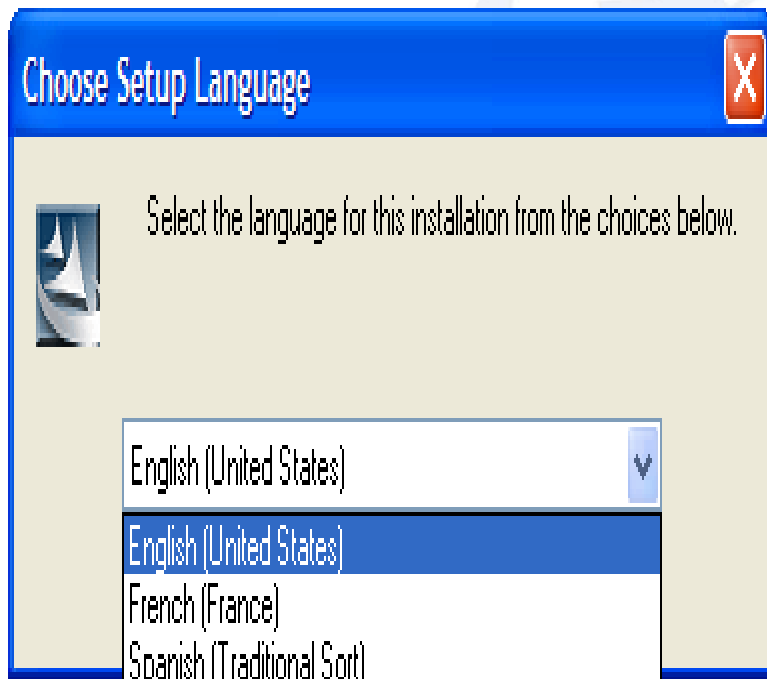 Choose Setup Language
Select the language for this installation from the choices below.
English (United States)
English (United States)
French (France)
Spanish (Traditional Sort)